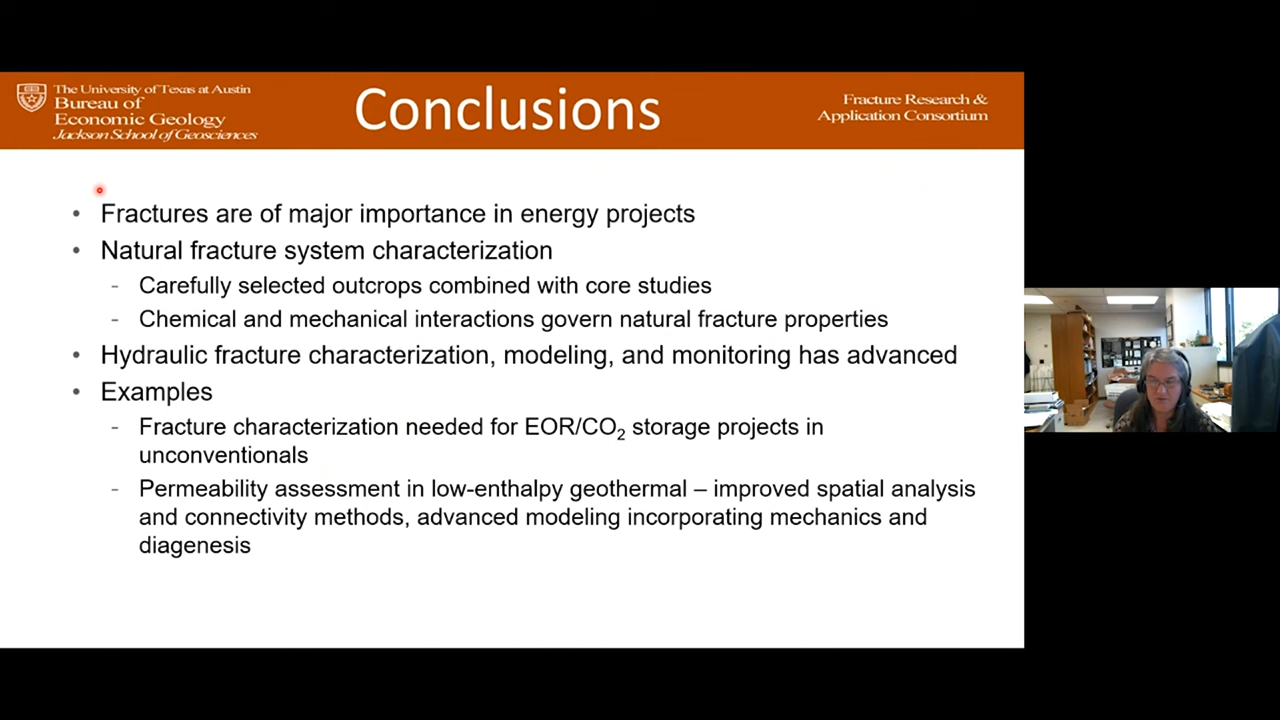 The University of Texas at Austin
Bureau of
Economic Geology
Jackson School of Geosciences
Conclusions
Fracture Research &
Application Consortium
• Fractures are of major importance in energy projects
• Natural fracture system characterization
- Carefully selected outcrops combined with core studies
- Chemical and mechanical interactions govern natural fracture properties
• Hydraulic fracture characterization, modeling, and monitoring has advanced
• Examples
- Fracture characterization needed for EOR/CO₂ storage projects in
unconventionals
- Permeability assessment in low-enthalpy geothermal – improved spatial analysis
and connectivity methods, advanced modeling incorporating mechanics and
diagenesis